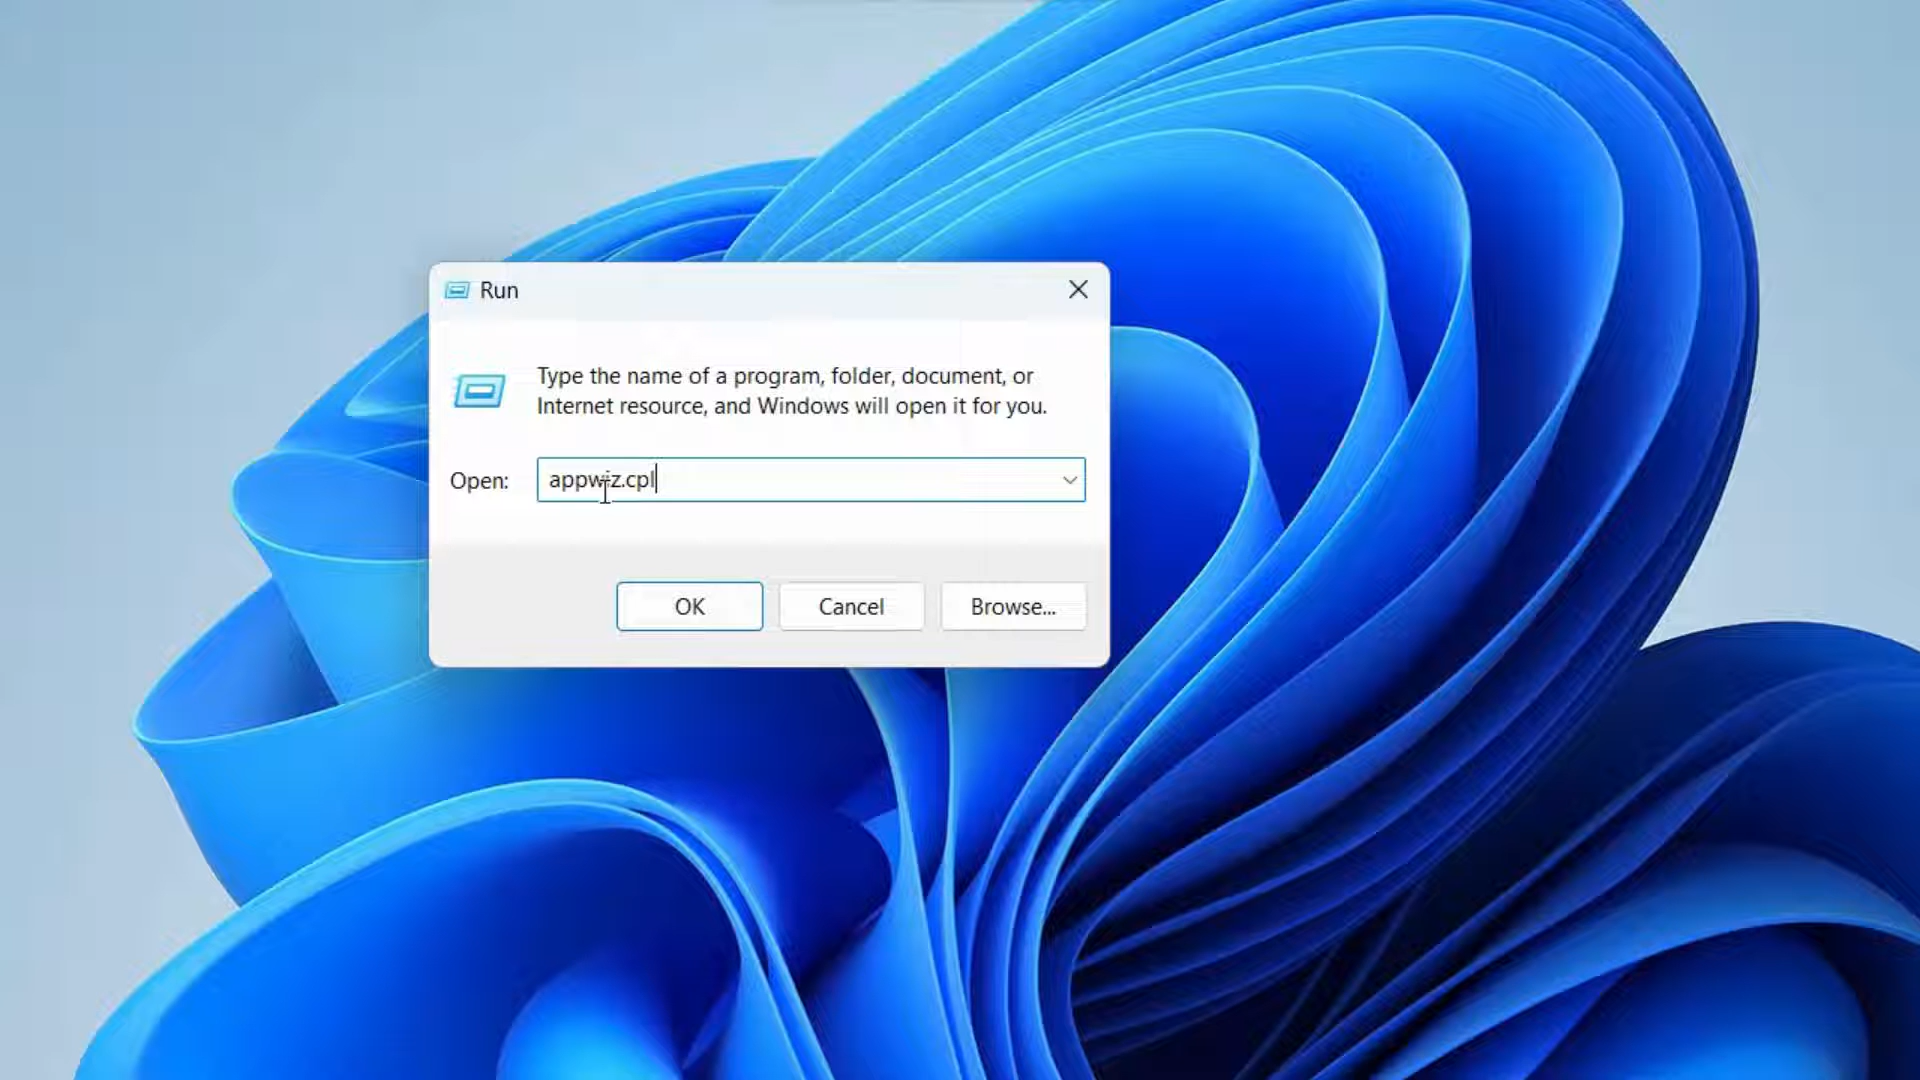 Run
Type the name of a program, folder, document, or
Internet resource, and Windows will open it for you.
Open: appwiz.cpl
OK Cancel Browse...